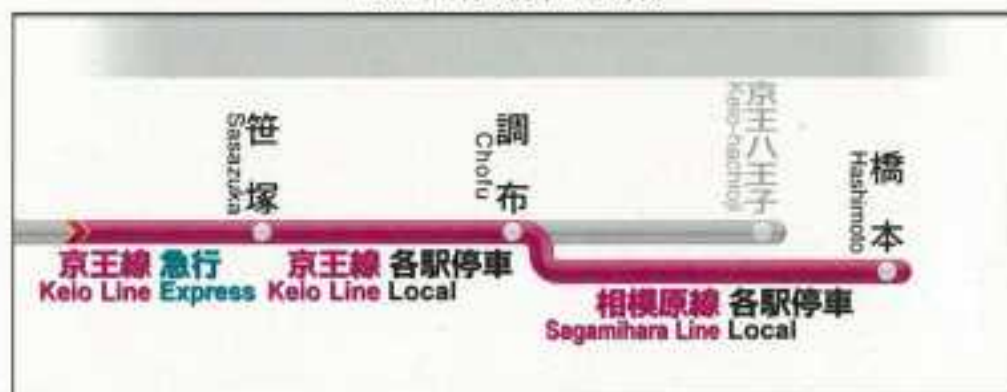 笹塚
Sasazuka
調布
Chofu
京王八王子
Keio-hachioji
橋本
Hashimoto
京王線 急行
Keio Line Express
京王線 各駅停車
Keio Line Local
相模原線 各駅停車
Sagamihara Line Local